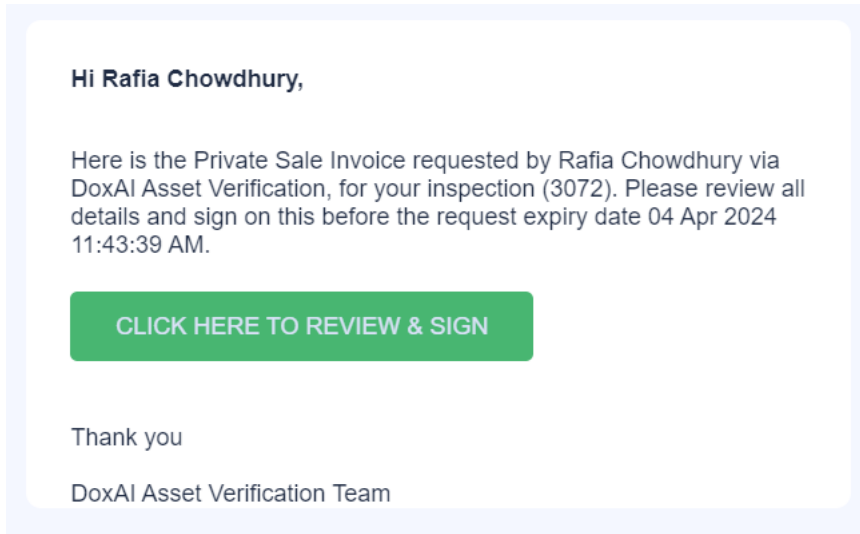 Hi Rafia Chowdhury,
Here is the Private Sale Invoice requested by Rafia Chowdhury via
DoxAI Asset Verification, for your inspection (3072). Please review all
details and sign on this before the request expiry date 04 Apr 2024
11:43:39 AM.
CLICK HERE TO REVIEW & SIGN
Thank you
DoxAI Asset Verification Team